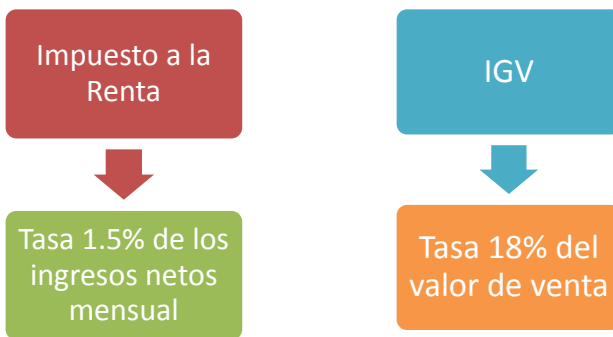 Impuesto a la
Renta
IGV
Tasa 1.5% de los
ingresos netos
mensual
Tasa 18% del
valor de venta